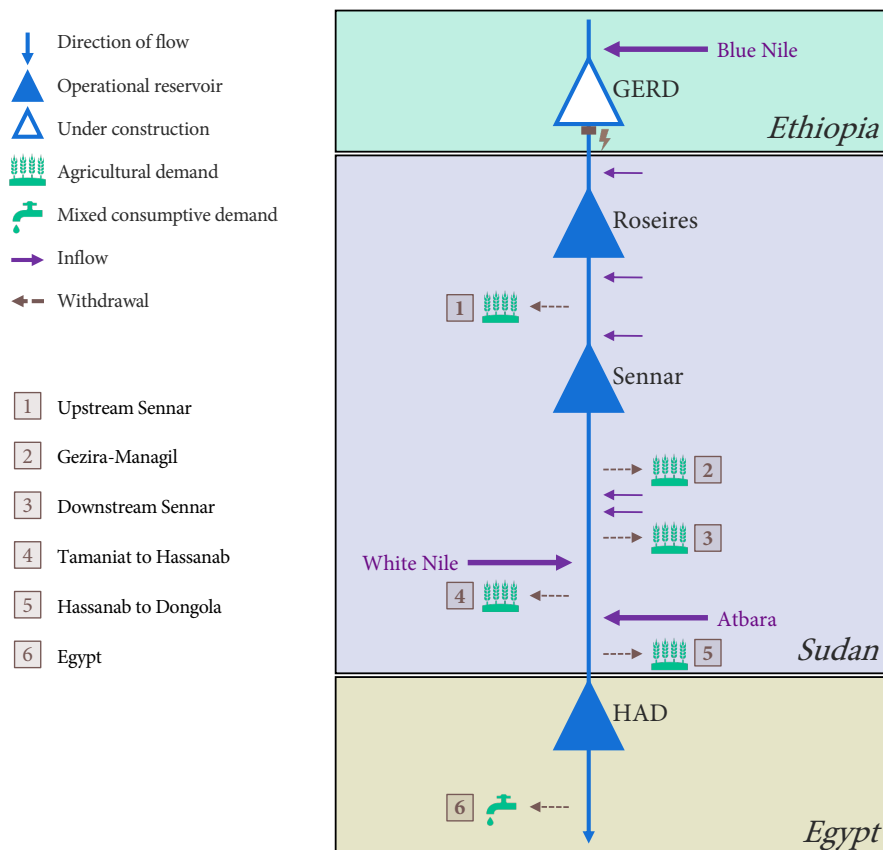 Direction of flow
Operational reservoir
Under construction
Agricultural demand
Mixed consumptive demand
Inflow
Withdrawal
1 Upstream Sennar
2 Gezira-Managil
3 Downstream Sennar
4 Tamaniat to Hassanab
5 Hassanab to Dongola
6 Egypt
Blue Nile
GERD
Ethiopia
Roseires
1
Sennar
2
3
White Nile
4
Atbara
5
Sudan
HAD
6
Egypt